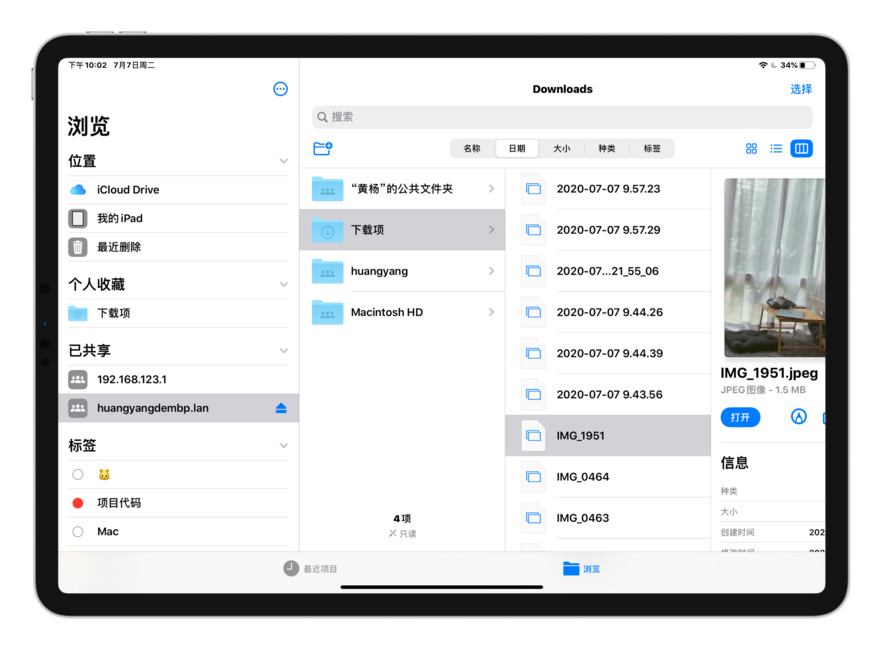 下午10:02 7月7日周二
34%
Downloads
选择
浏览
搜索
名称 日期 大小 种类 标签
位置
iCloud Drive
我的 iPad
最近删除
个人收藏
下载项
已共享
192.168.123.1
huangyangdembp.lan
标签
项目代码
Mac
“黄杨”的公共文件夹
下载项
huangyang
Macintosh HD
4项
只读
2020-07-07 9.57.23
2020-07-07 9.57.29
2020-07...21_55_06
2020-07-07 9.44.26
2020-07-07 9.44.39
2020-07-07 9.43.56
IMG_1951
IMG_0464
IMG_0463
IMG_1951.jpeg
JPEG图像 - 1.5 MB
打开
信息
种类
大小
创建时间 202
最近项目
浏览